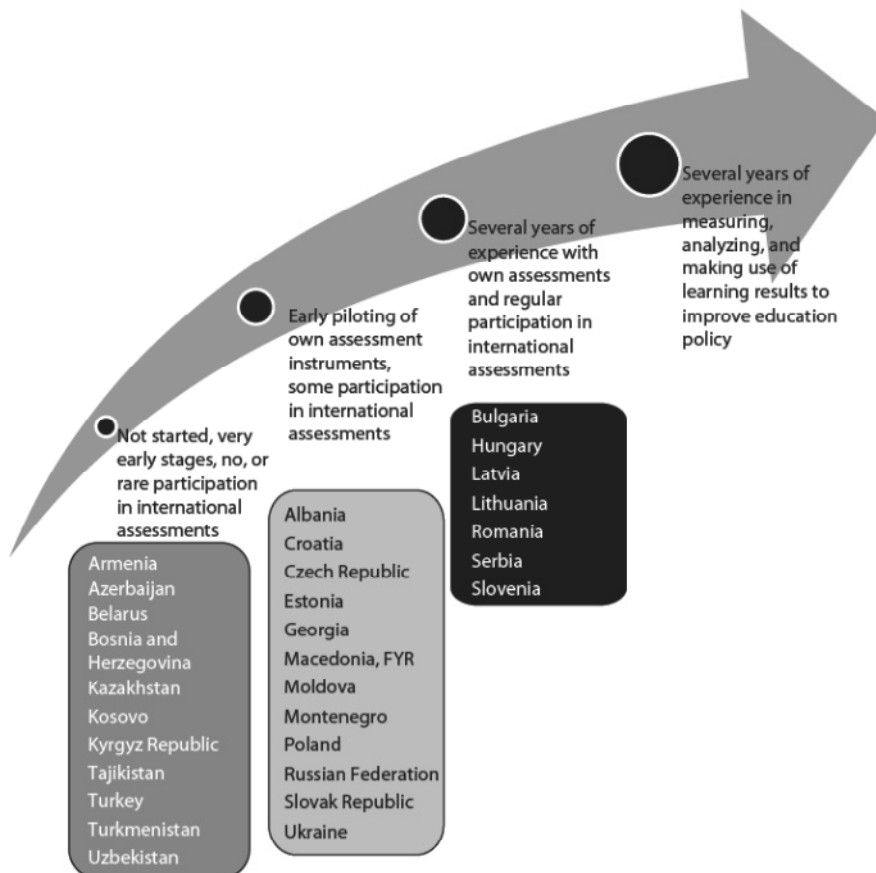 Not started, very
early stages, no, or
rare participation
in international
assessments
Armenia
Azerbaijan
Belarus
Bosnia and
Herzegovina
Kazakhstan
Kosovo
Kyrgyz Republic
Tajikistan
Turkey
Turkmenistan
Uzbekistan
Early piloting of
own assessment
instruments,
some participation
in international
assessments
Albania
Croatia
Czech Republic
Estonia
Georgia
Macedonia, FYR
Moldova
Montenegro
Poland
Russian Federation
Slovak Republic
Ukraine
Several years of
experience with
own assessments
and regular
participation in
international
assessments
Bulgaria
Hungary
Latvia
Lithuania
Romania
Serbia
Slovenia
Several years of
experience in
measuring,
analyzing, and
making use of
learning results to
improve education
policy